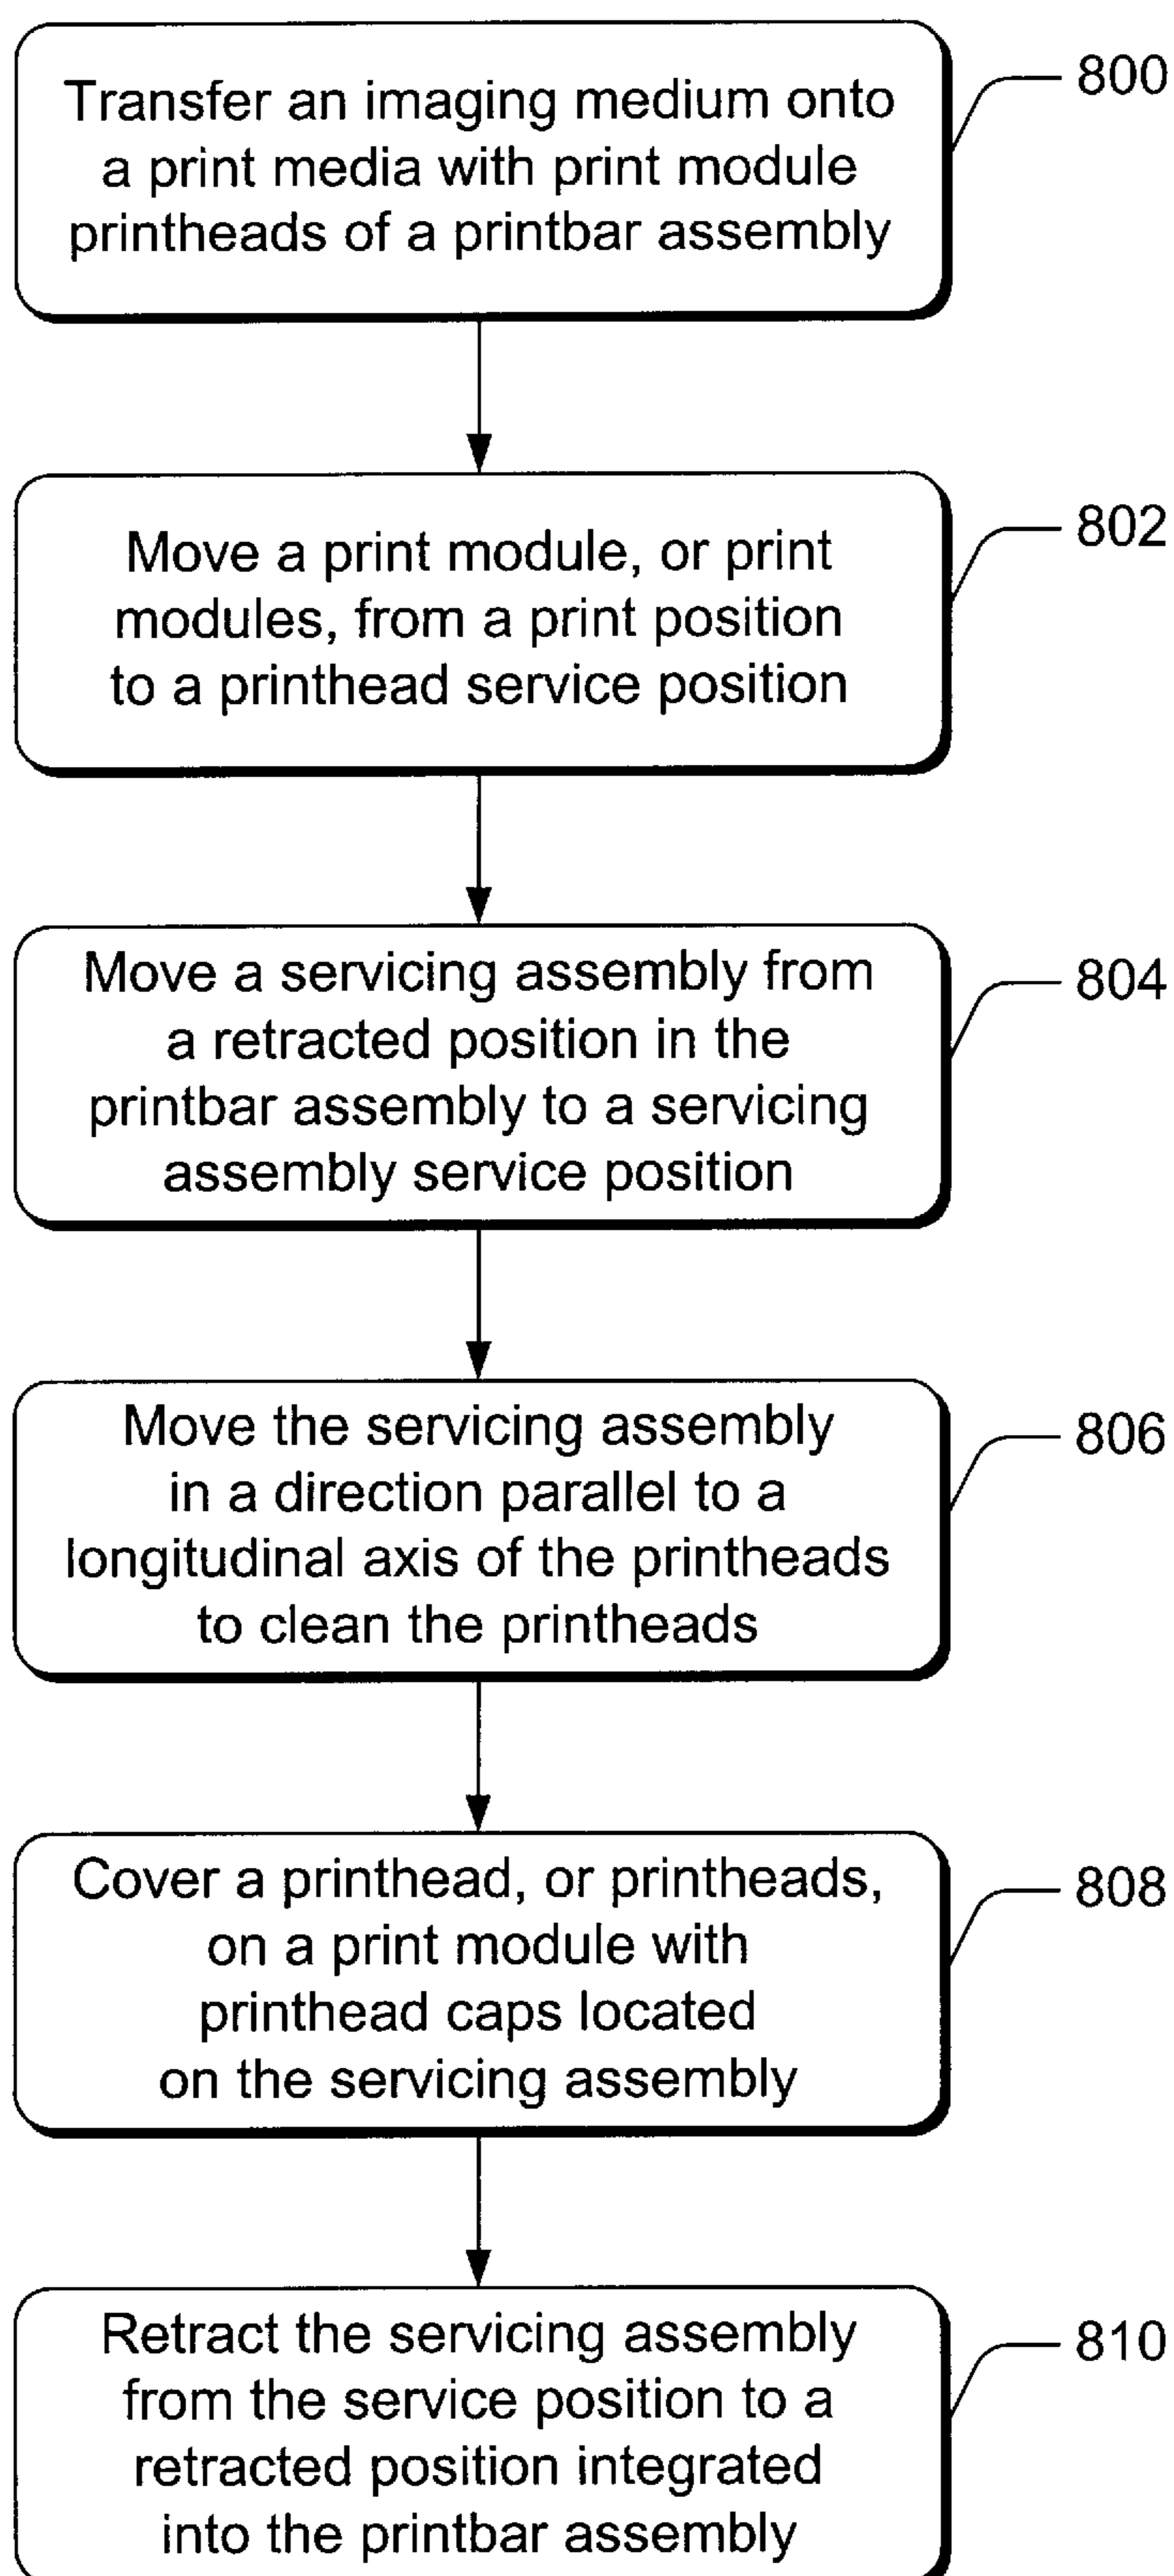 Transfer an imaging medium onto
a print media with print module
printheads of a printbar assembly
800
Move a print module, or print
modules, from a print position
to a printhead service position
802
Move a servicing assembly from
a retracted position in the
printbar assembly to a servicing
assembly service position
804
Move the servicing assembly
in a direction parallel to a
longitudinal axis of the printheads
to clean the printheads
806
Cover a printhead, or printheads,
on a print module with
printhead caps located
on the servicing assembly
808
Retract the servicing assembly
from the service position to a
retracted position integrated
into the printbar assembly
810